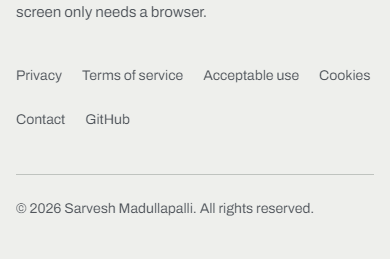 screen only needs a browser.
Privacy Terms of service Acceptable use Cookies
Contact GitHub
© 2026 Sarvesh Madullapalli. All rights reserved.